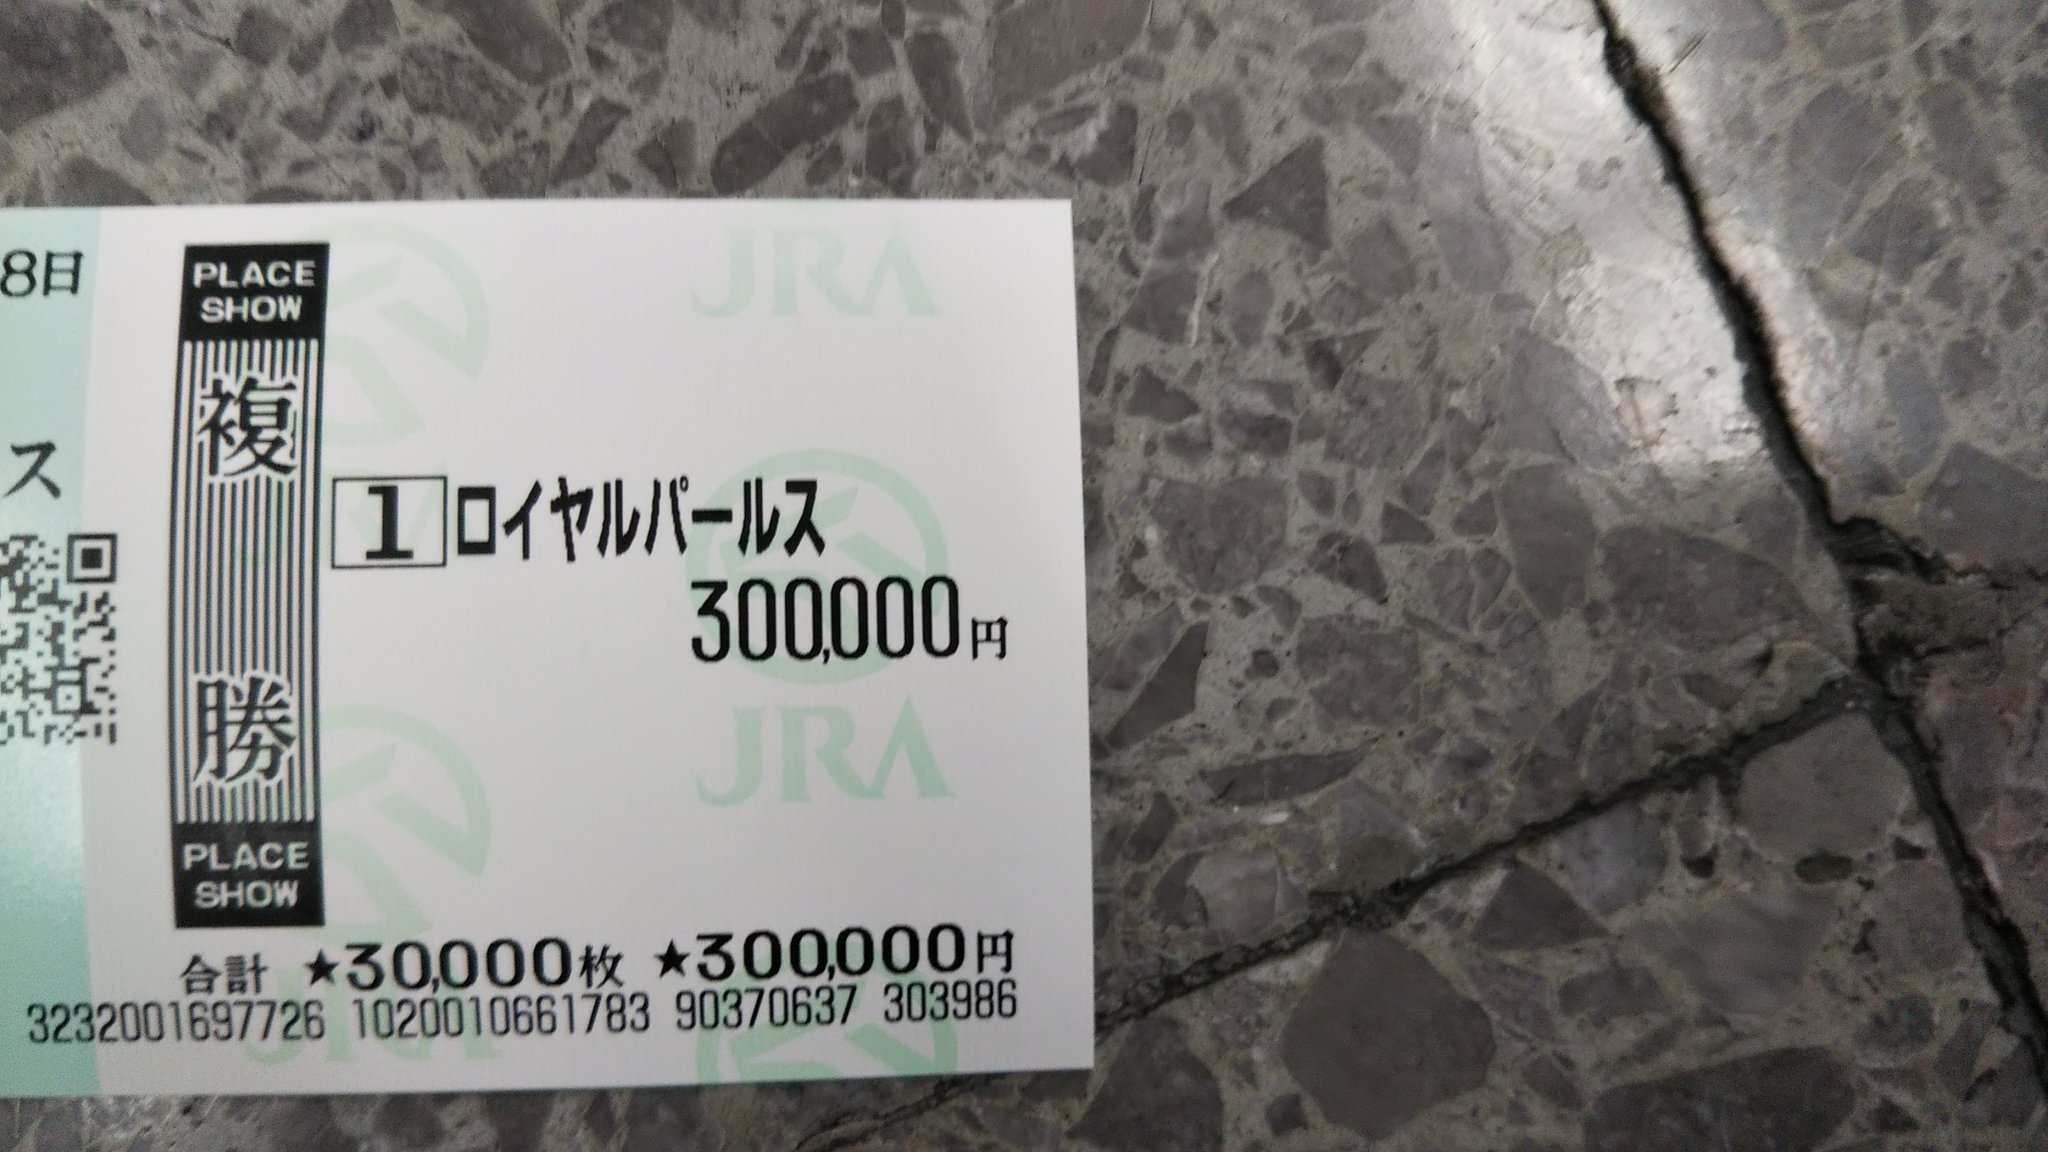 8日
ス
PLACE
SHOW
複
勝
PLACE
SHOW
JRA
1 ロイヤルパールス
300,000円
JRA
合計 ★30,000枚 ★300,000円
3232001697726 1020010661783 90370637 303986
JRA